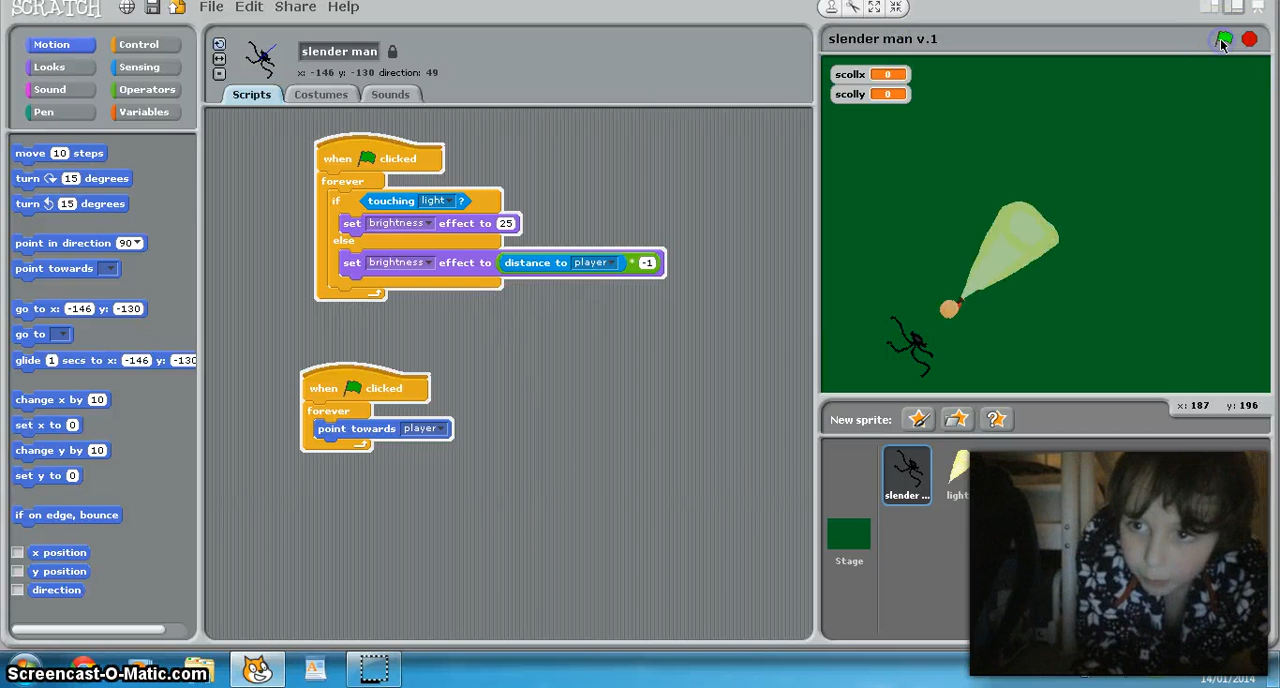 SCRATCH File Edit Share Help
Motion Control
Looks Sensing
Sound Operators
Pen Variables
move 10 steps
turn 15 degrees
turn 15 degrees
point in direction 90
point towards
go to x: -146 y: -130
go to
glide 1 secs to x: -146 y: -130
change x by 10
set x to 0
change y by 10
set y to 0
if on edge, bounce
x position
y position
direction
slender man
x: -146 y: -130 direction: 49
Scripts Costumes Sounds
when clicked
forever
if touching light ?
set brightness effect to 25
else
set brightness effect to distance to player * -1
when clicked
forever
point towards player
slender man v.1
scollx 0
scolly 0
x: 187 y: 196
New sprite:
slender ... light
Stage
Screencast-O-Matic.com
14/01/2014